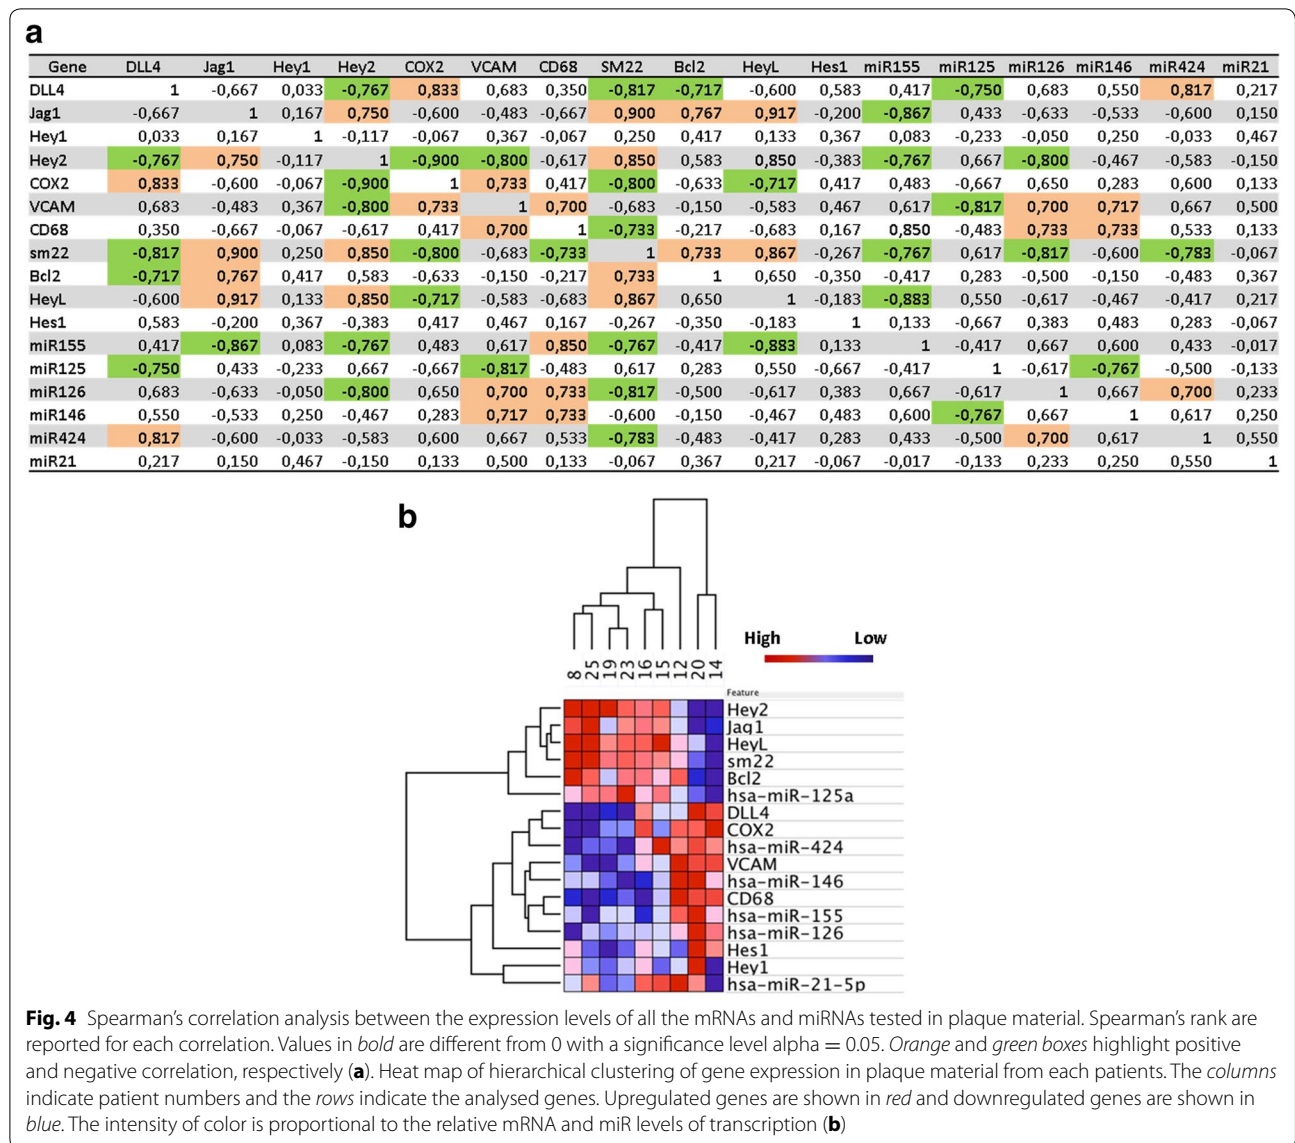 a
Gene DLL4 Jag1 Hey1 Hey2 COX2 VCAM CD68 SM22 Bcl2 HeyL Hes1 miR155 miR125 miR126 miR146 miR424 miR21
DLL4 1 -0,667 0,033 -0,767 0,833 0,683 0,350 -0,817 -0,717 -0,600 0,583 0,417 -0,750 0,683 0,550 0,817 0,217
Jag1 -0,667 1 0,167 0,750 -0,600 -0,483 -0,667 0,900 0,767 0,917 -0,200 -0,867 0,433 -0,633 -0,533 -0,600 0,150
Hey1 0,033 0,167 1 -0,117 -0,067 0,367 -0,067 0,250 0,417 0,133 0,367 0,083 -0,233 -0,050 0,250 -0,033 0,467
Hey2 -0,767 0,750 -0,117 1 -0,900 -0,800 -0,617 0,850 0,583 0,850 -0,383 -0,767 0,667 -0,800 -0,467 -0,583 -0,150
COX2 0,833 -0,600 -0,067 -0,900 1 0,733 0,417 -0,800 -0,633 -0,717 0,417 0,483 -0,667 0,650 0,283 0,600 0,133
VCAM 0,683 -0,483 0,367 -0,800 0,733 1 0,700 -0,683 -0,150 -0,583 0,467 0,617 -0,817 0,700 0,717 0,667 0,500
CD68 0,350 -0,667 -0,067 -0,617 0,417 0,700 1 -0,733 -0,217 -0,683 0,167 0,850 -0,483 0,733 0,733 0,533 0,133
sm22 -0,817 0,900 0,250 0,850 -0,800 -0,683 -0,733 1 0,733 0,867 -0,267 -0,767 0,617 -0,817 -0,600 -0,783 -0,067
Bcl2 -0,717 0,767 0,417 0,583 -0,633 -0,150 -0,217 0,733 1 0,650 -0,350 -0,417 0,283 -0,500 -0,150 -0,483 0,367
HeyL -0,600 0,917 0,133 0,850 -0,717 -0,583 -0,683 0,867 0,650 1 -0,183 -0,883 0,550 -0,617 -0,467 -0,417 0,217
Hes1 0,583 -0,200 0,367 -0,383 0,417 0,467 0,167 -0,267 -0,350 -0,183 1 0,133 -0,667 0,383 0,483 0,283 -0,067
miR155 0,417 -0,867 0,083 -0,767 0,483 0,617 0,850 -0,767 -0,417 -0,883 0,133 1 -0,417 0,667 0,600 0,433 -0,017
miR125 -0,750 0,433 -0,233 0,667 -0,667 -0,817 -0,483 0,617 0,283 0,550 -0,667 -0,417 1 -0,617 -0,767 -0,500 -0,133
miR126 0,683 -0,633 -0,050 -0,800 0,650 0,700 0,733 -0,817 -0,500 -0,617 0,383 0,667 -0,617 1 0,667 0,700 0,233
miR146 0,550 -0,533 0,250 -0,467 0,283 0,717 0,733 -0,600 -0,150 -0,467 0,483 0,600 -0,767 0,667 1 0,617 0,250
miR424 0,817 -0,600 -0,033 -0,583 0,600 0,667 0,533 -0,783 -0,483 -0,417 0,283 0,433 -0,500 0,700 0,617 1 0,550
miR21 0,217 0,150 0,467 -0,150 0,133 0,500 0,133 -0,067 0,367 0,217 -0,067 -0,017 -0,133 0,233 0,250 0,550 1
b
High Low
8 25 19 23 16 15 12 20 14
Feature
Hey2
Jag1
HeyL
sm22
Bcl2
hsa-miR-125a
DLL4
COX2
hsa-miR-424
VCAM
hsa-miR-146
CD68
hsa-miR-155
hsa-miR-126
Hes1
Hey1
hsa-miR-21-5p
Fig. 4 Spearman's correlation analysis between the expression levels of all the mRNAs and miRNAs tested in plaque material. Spearman's rank are
reported for each correlation. Values in bold are different from 0 with a significance level alpha = 0.05. Orange and green boxes highlight positive
and negative correlation, respectively (a). Heat map of hierarchical clustering of gene expression in plaque material from each patients. The columns
indicate patient numbers and the rows indicate the analysed genes. Upregulated genes are shown in red and downregulated genes are shown in
blue. The intensity of color is proportional to the relative mRNA and miR levels of transcription (b)